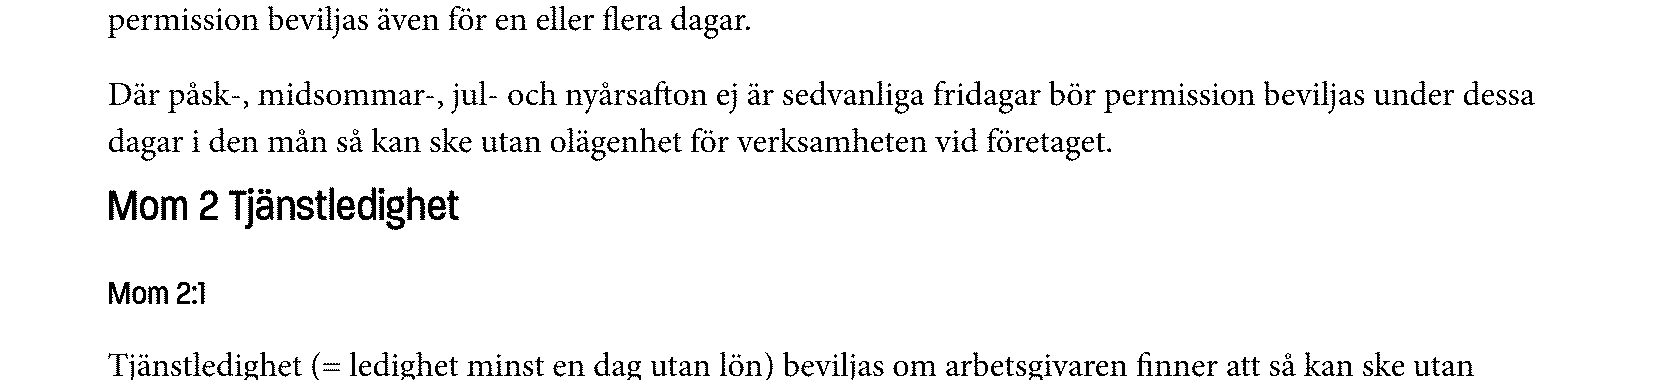 permission beviljas även för en eller flera dagar.
Där påsk-, midsommar-, jul- och nyårsafton ej är sedvanliga fridagar bör permission beviljas under dessa
dagar i den mån så kan ske utan olägenhet för verksamheten vid företaget.
Mom 2 Tjänstledighet
Mom 2:1
Tjänstledighet (= ledighet minst en dag utan lön) beviljas om arbetsgivaren finner att så kan ske utan